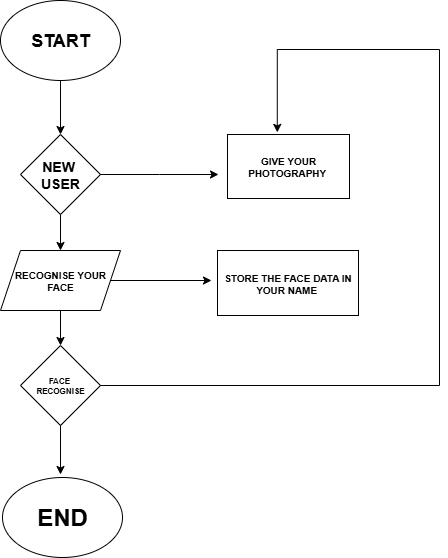 START
NEW
USER
GIVE YOUR
PHOTOGRAPHY
RECOGNISE YOUR
FACE
STORE THE FACE DATA IN
YOUR NAME
FACE
RECOGNISE
END